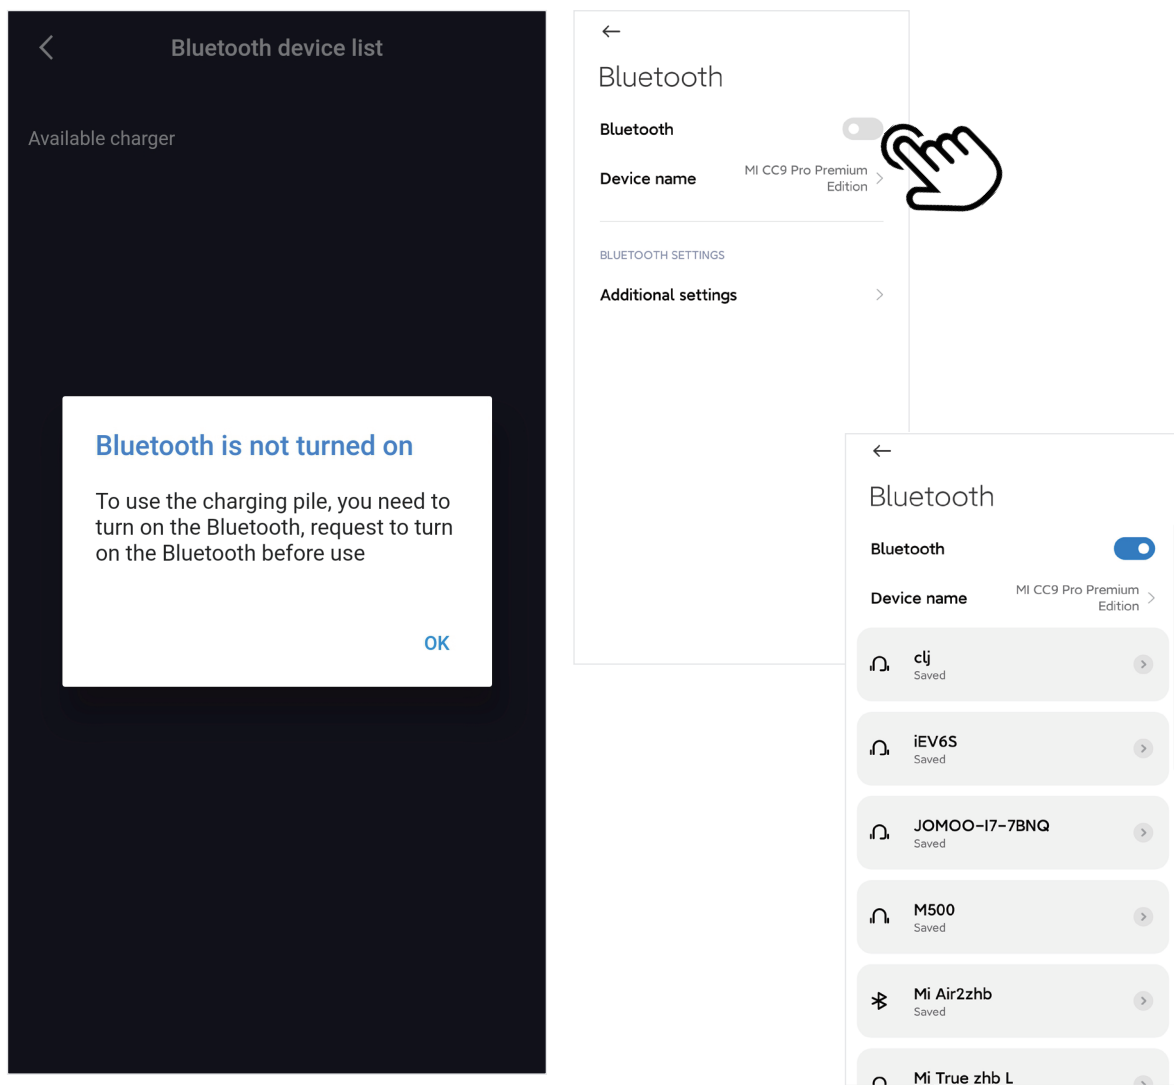 Bluetooth device list
Available charger
Bluetooth is not turned on
To use the charging pile, you need to
turn on the Bluetooth, request to turn
on the Bluetooth before use
OK
Bluetooth
Bluetooth
Device name
MI CC9 Pro Premium
Edition
BLUETOOTH SETTINGS
Additional settings
Bluetooth
Bluetooth
Device name
MI CC9 Pro Premium
Edition
clj
Saved
iEV6S
Saved
JOMOO-I7-7BNQ
Saved
M500
Saved
Mi Air2zhb
Saved
Mi True zhb L